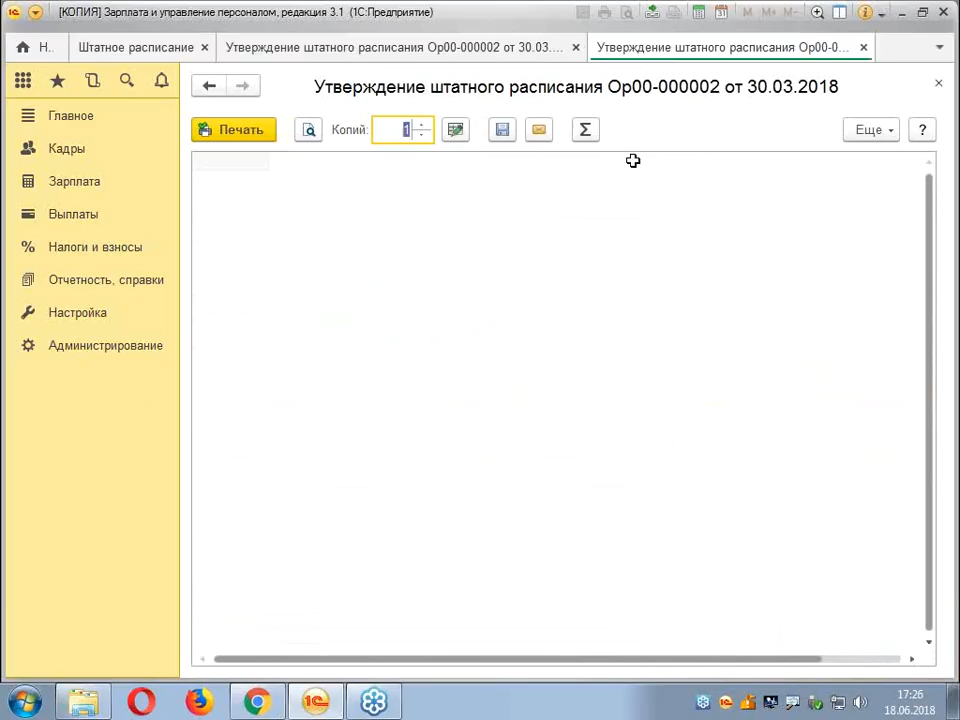 [КОПИЯ] Зарплата и управление персоналом, редакция 3.1 (1С:Предприятие)
M M+ M-
Н..
Штатное расписание
Утверждение штатного расписания Ор00-000002 от 30.03....
Утверждение штатного расписания Ор00-0...
Утверждение штатного расписания Ор00-000002 от 30.03.2018
Печать
Копий:
1
Σ
Еще
?
Главное
Кадры
Зарплата
Выплаты
Налоги и взносы
Отчетность, справки
Настройка
Администрирование
17:26
18.06.2018